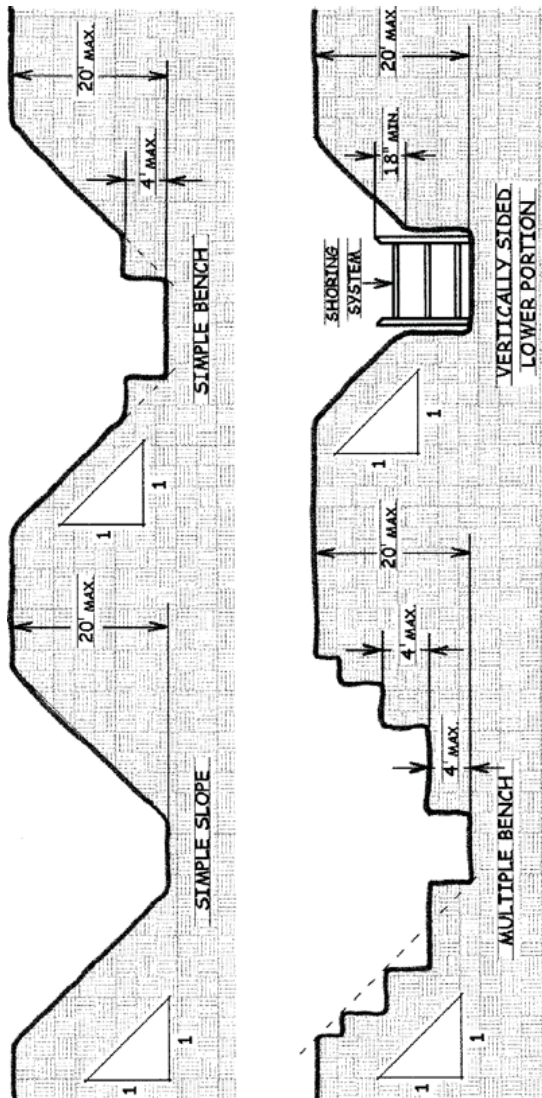 20' MAX.
20' MAX.
4' MAX
1
1
1
1
SIMPLE SLOPE
SIMPLE BENCH
20' MAX.
20' MAX.
4' MAX.
4' MAX.
18" MIN.
SHORING
SYSTEM
1
1
1
1
MULTIPLE BENCH
VERTICALLY SIDED
LOWER PORTION